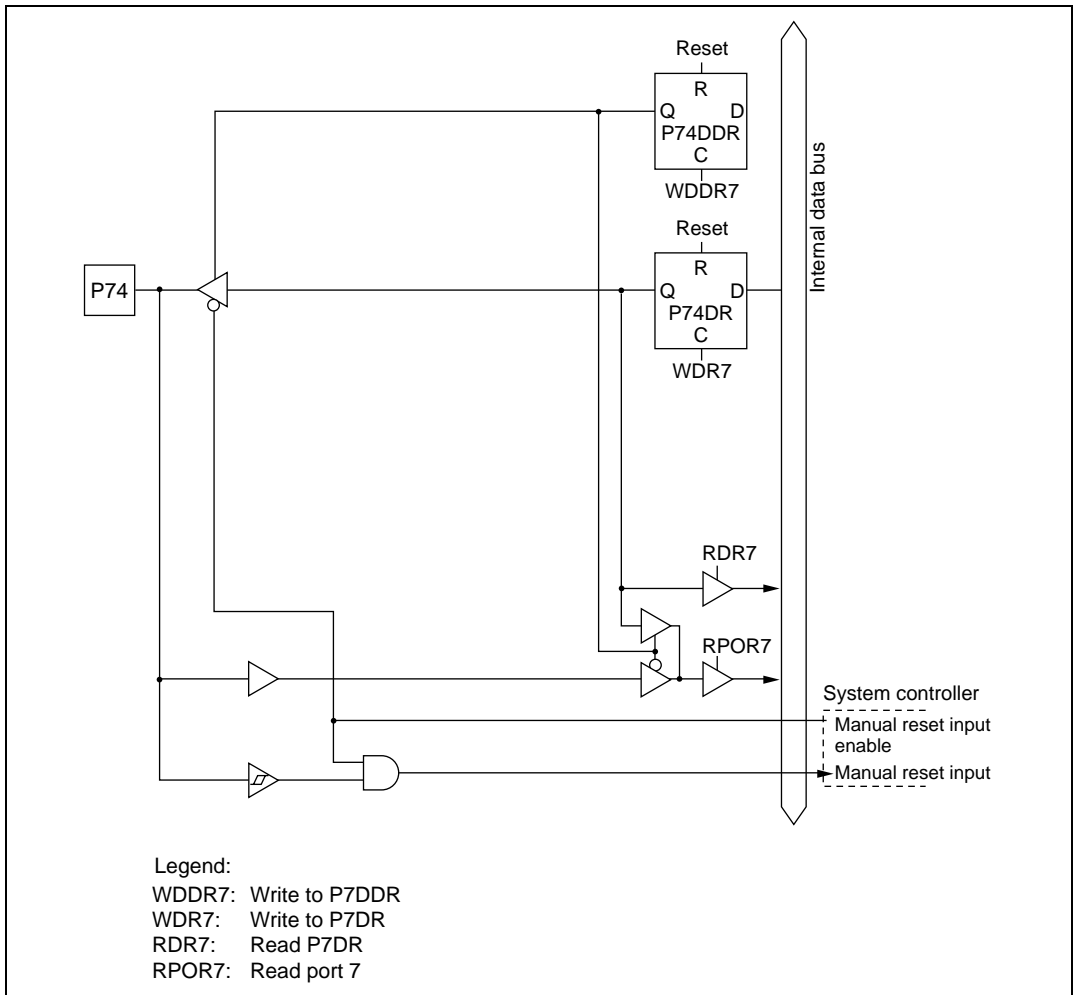 Reset
R
Q D
P74DDR
C
WDDR7
Internal data bus
Reset
R
P74
Q D
P74DR
C
WDR7
RDR7
RPOR7
System controller
Manual reset input
enable
Manual reset input
Legend:
WDDR7: Write to P7DDR
WDR7: Write to P7DR
RDR7: Read P7DR
RPOR7: Read port 7